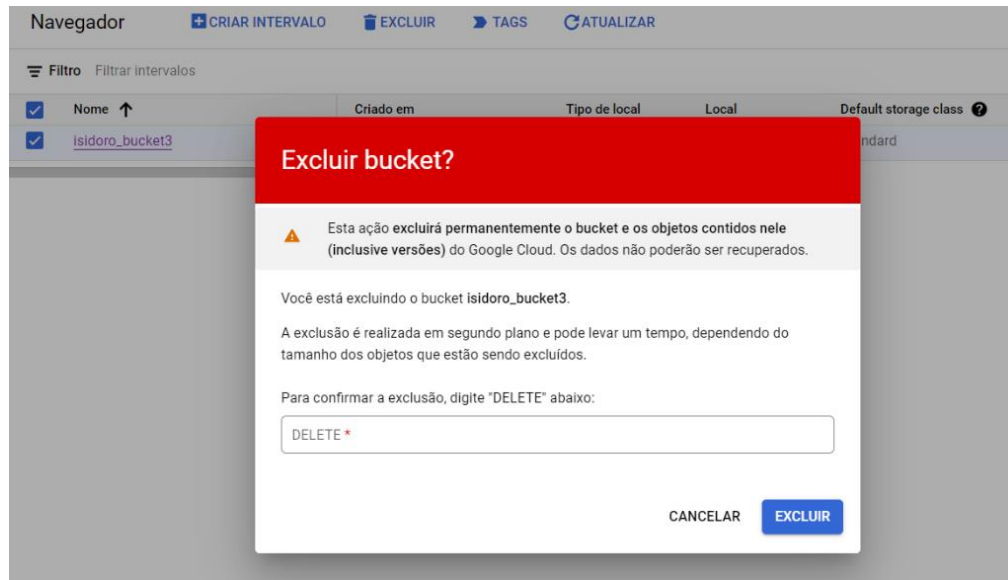 Navegador
CRIAR INTERVALO
EXCLUIR
TAGS
ATUALIZAR
Filtro Filtrar intervalos
Nome
Criado em
Tipo de local
Local
Default storage class
isidoro_bucket3
ndard
Excluir bucket?
Esta ação excluirá permanentemente o bucket e os objetos contidos nele
(inclusive versões) do Google Cloud. Os dados não poderão ser recuperados.
Você está excluindo o bucket isidoro_bucket3.
A exclusão é realizada em segundo plano e pode levar um tempo, dependendo do
tamanho dos objetos que estão sendo excluídos.
Para confirmar a exclusão, digite "DELETE" abaixo:
DELETE *
CANCELAR
EXCLUIR